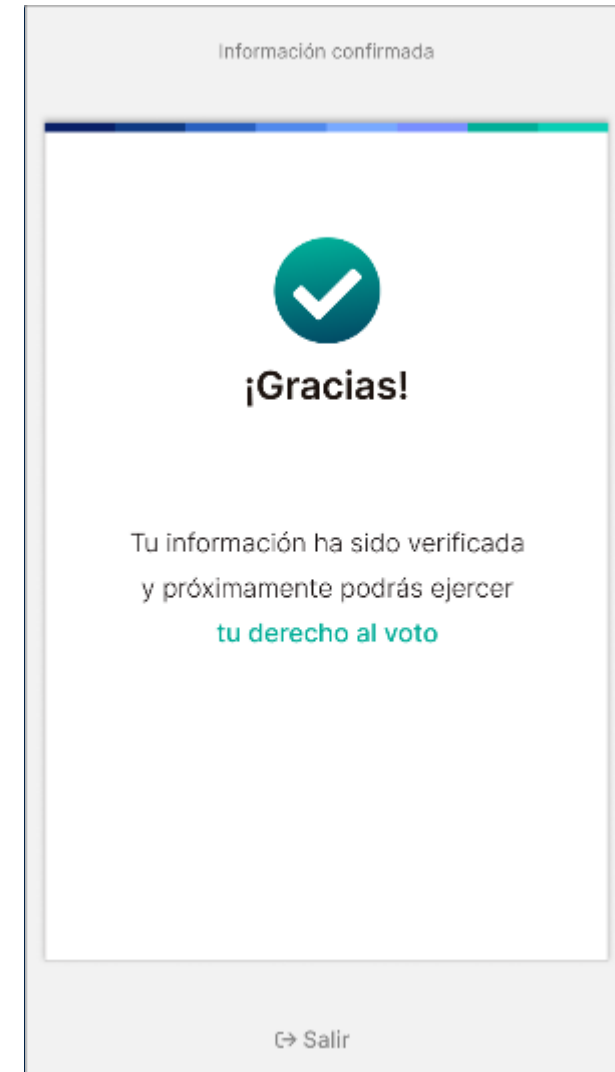 Información confirmada
¡Gracias!
Tu información ha sido verificada
y próximamente podrás ejercer
tu derecho al voto
Salir